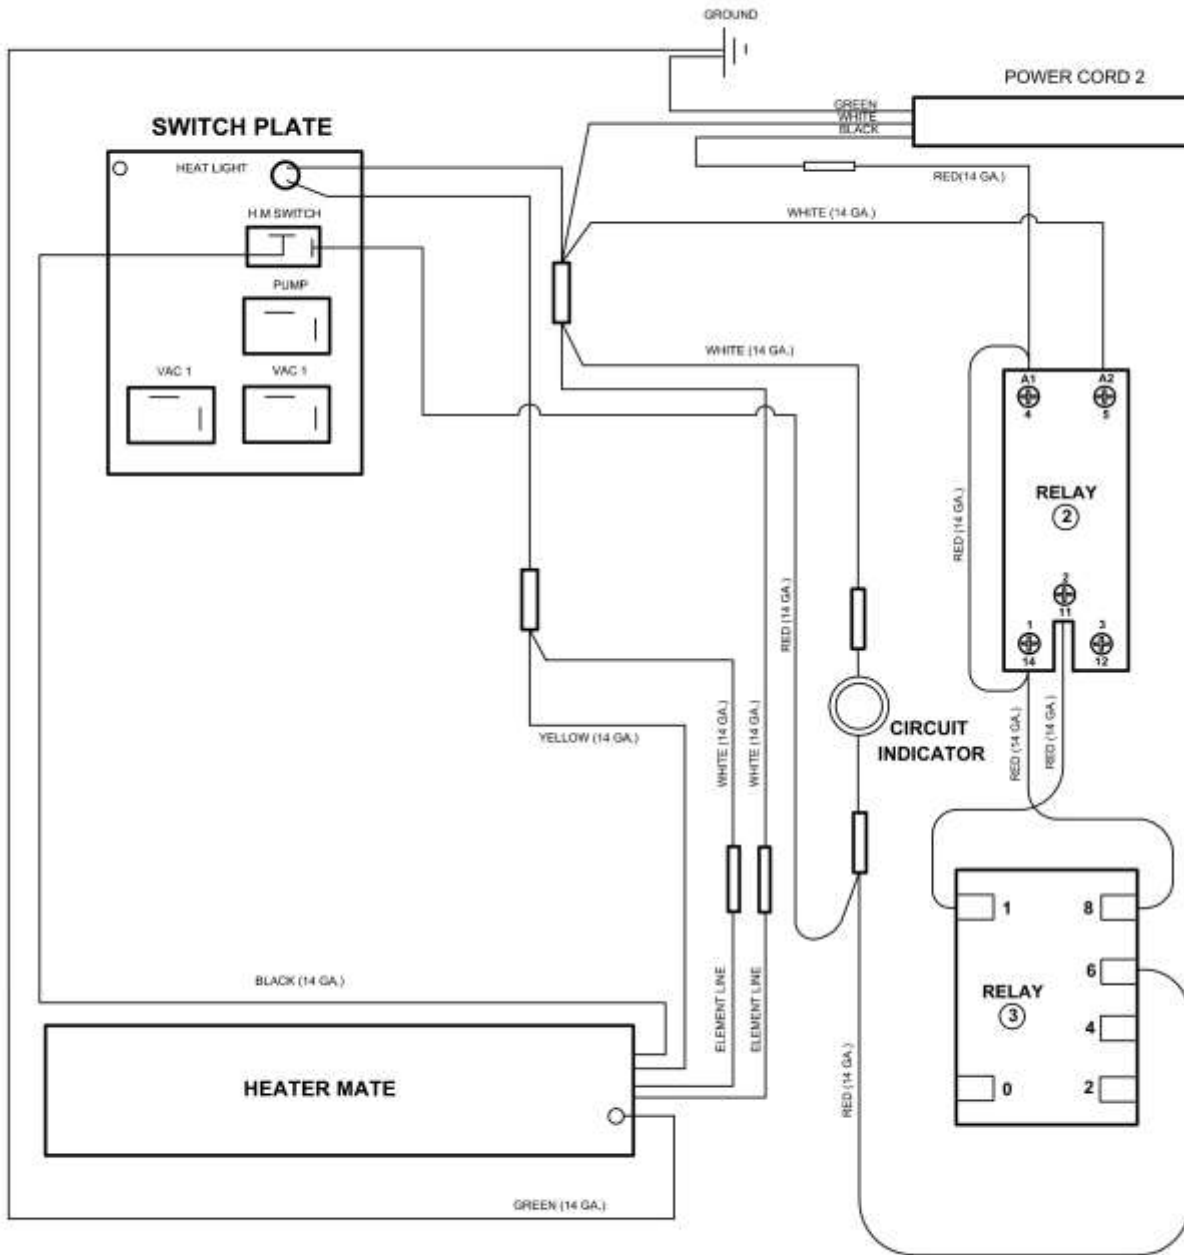 GROUND
POWER CORD 2
GREEN
WHITE
BLACK
RED(14 GA.)
SWITCH PLATE
HEAT LIGHT
H.M SWITCH
PUMP
VAC 1
VAC 1
WHITE (14 GA.)
WHITE (14 GA.)
A1
A2
4
5
RELAY
2
RED (14 GA.)
2
11
1
3
14
12
RED (14 GA.)
CIRCUIT
INDICATOR
YELLOW (14 GA.)
WHITE (14 GA.)
WHITE (14 GA.)
RED (14 GA.)
RED (14 GA.)
1
8
6
RELAY
3
4
0
2
BLACK (14 GA.)
ELEMENT LINE
ELEMENT LINE
RED (14 GA.)
HEATER MATE
GREEN (14 GA.)